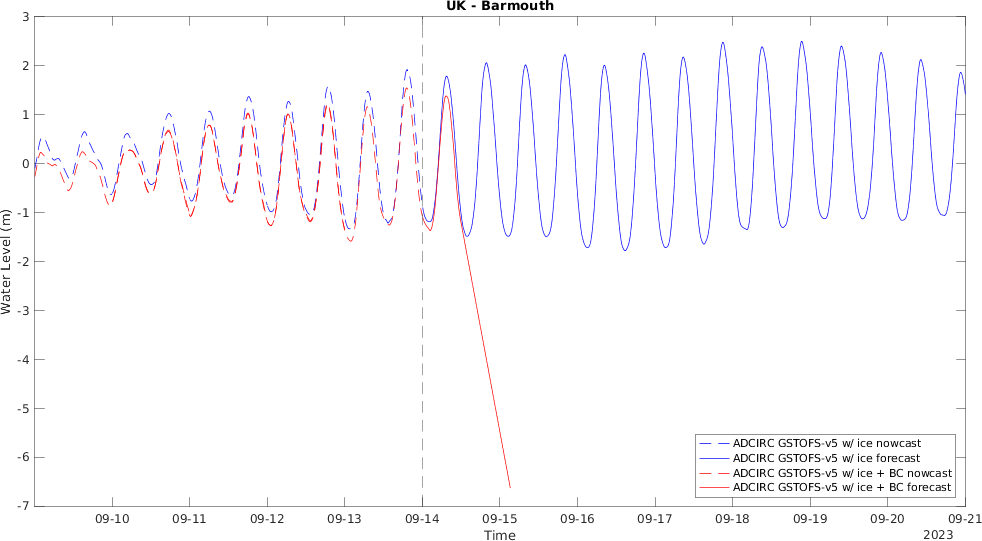 UK - Barmouth
3
2
1
0
-1
-2
-3
-4
-5
-6
-7
Water Level (m)
ADCIRC GSTOFS-v5 w/ ice nowcast
ADCIRC GSTOFS-v5 w/ ice forecast
ADCIRC GSTOFS-v5 w/ ice + BC nowcast
ADCIRC GSTOFS-v5 w/ ice + BC forecast
09-10 09-11 09-12 09-13 09-14 09-15 09-16 09-17 09-18 09-19 09-20 09-21
Time
2023